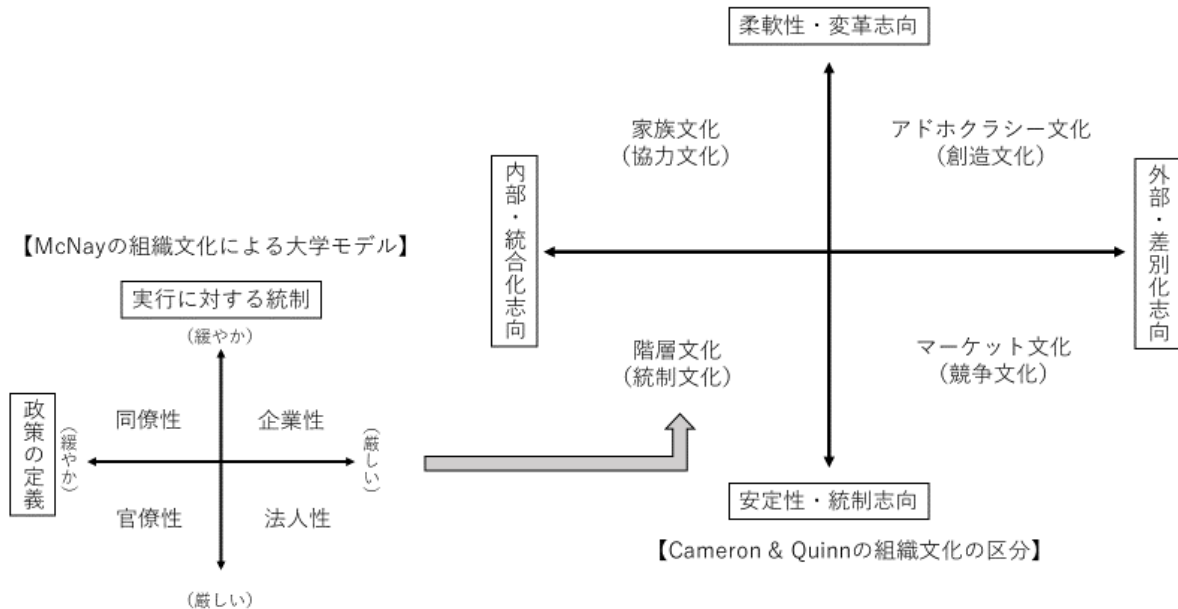 柔軟性・変革志向
家族文化
(協力文化)
アドホクラシー文化
(創造文化)
内部・統合化志向
外部・差別化志向
階層文化
(統制文化)
マーケット文化
(競争文化)
安定性・統制志向
【Cameron & Quinnの組織文化の区分】
【McNayの組織文化による大学モデル】
実行に対する統制
(緩やか)
政策の定義
(緩やか)
同僚性
企業性
(厳しい)
官僚性
法人性
(厳しい)